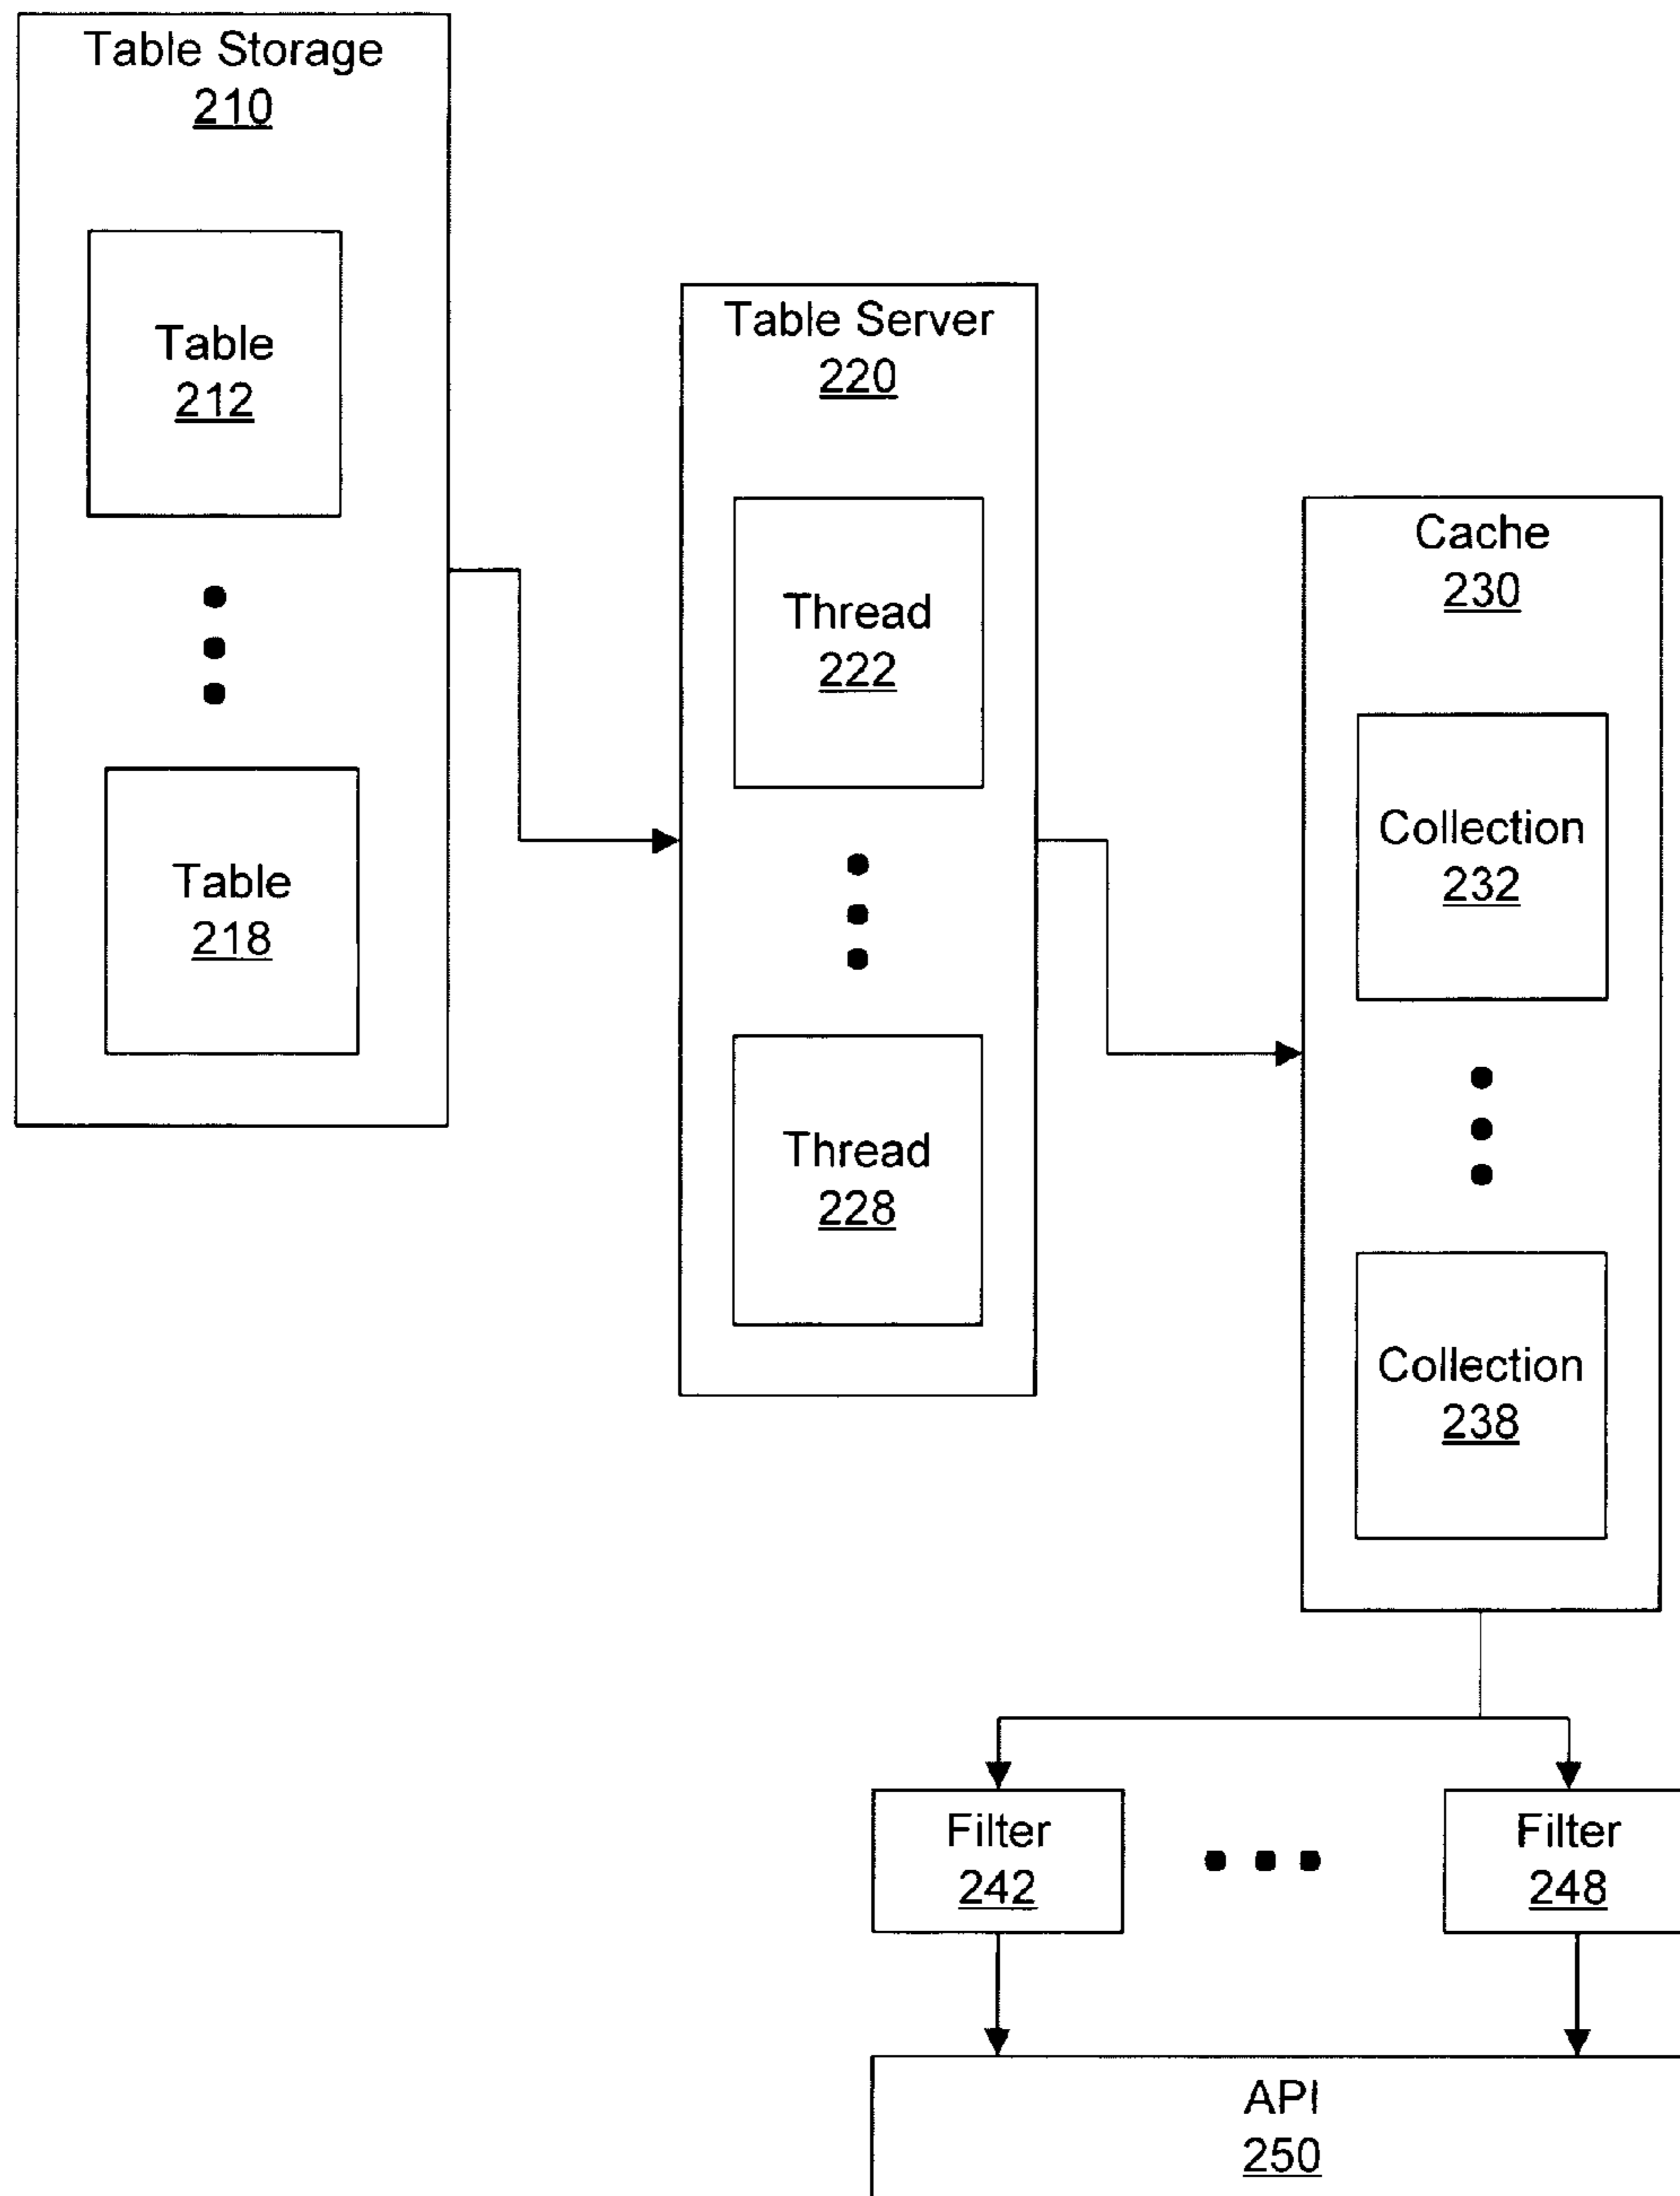 Table Storage
210
Table
212
Table
218
Table Server
220
Thread
222
Thread
228
Cache
230
Collection
232
Collection
238
Filter
242
Filter
248
API
250